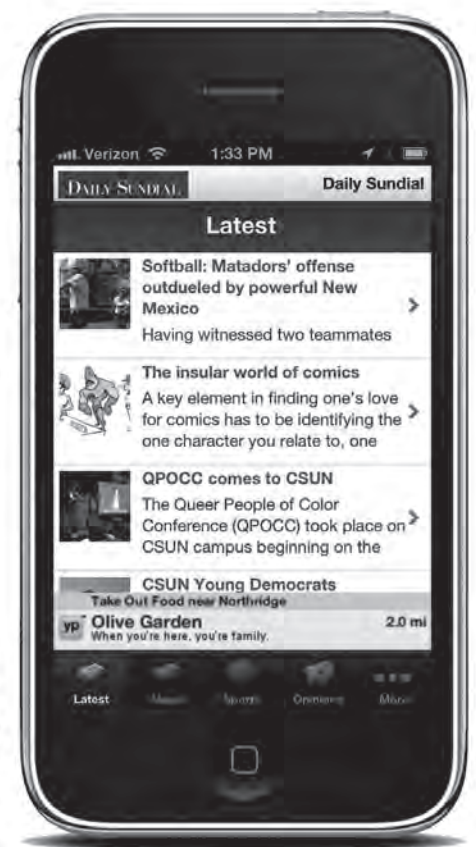 Verizon 1:33 PM
DAILY SUNDIAL Daily Sundial
Latest
Softball: Matadors' offense
outdueled by powerful New
Mexico
Having witnessed two teammates
The insular world of comics
A key element in finding one's love
for comics has to be identifying the
one character you relate to, one
QPOCC comes to CSUN
The Queer People of Color
Conference (QPOCC) took place on
CSUN campus beginning on the
CSUN Young Democrats
Take Out Food near Northridge
yp Olive Garden 2.0 mi
When you're here, you're family.
Latest News Sports Opinions More